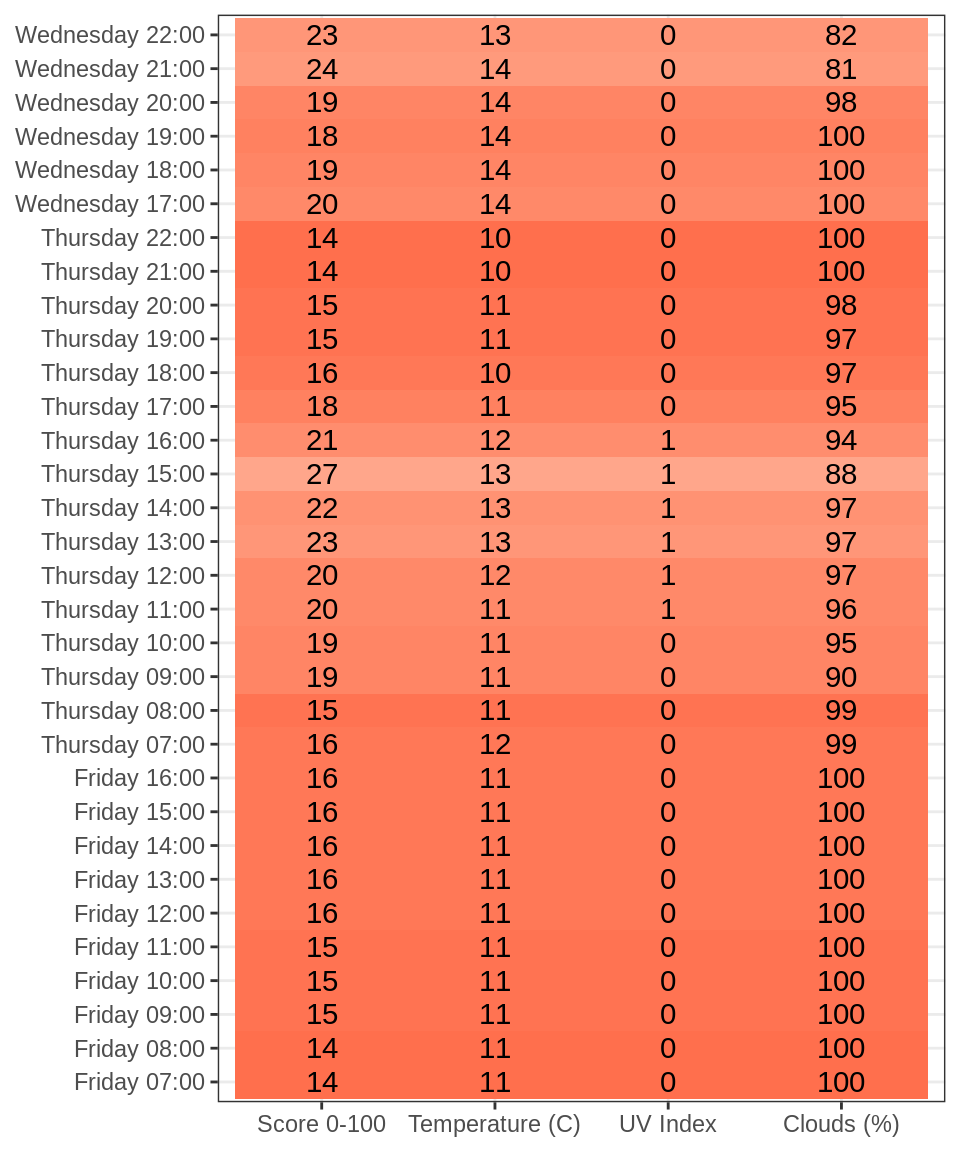 Wednesday 22:00 23 13 0 82
Wednesday 21:00 24 14 0 81
Wednesday 20:00 19 14 0 98
Wednesday 19:00 18 14 0 100
Wednesday 18:00 19 14 0 100
Wednesday 17:00 20 14 0 100
Thursday 22:00 14 10 0 100
Thursday 21:00 14 10 0 100
Thursday 20:00 15 11 0 98
Thursday 19:00 15 11 0 97
Thursday 18:00 16 10 0 97
Thursday 17:00 18 11 0 95
Thursday 16:00 21 12 1 94
Thursday 15:00 27 13 1 88
Thursday 14:00 22 13 1 97
Thursday 13:00 23 13 1 97
Thursday 12:00 20 12 1 97
Thursday 11:00 20 11 1 96
Thursday 10:00 19 11 0 95
Thursday 09:00 19 11 0 90
Thursday 08:00 15 11 0 99
Thursday 07:00 16 12 0 99
Friday 16:00 16 11 0 100
Friday 15:00 16 11 0 100
Friday 14:00 16 11 0 100
Friday 13:00 16 11 0 100
Friday 12:00 16 11 0 100
Friday 11:00 15 11 0 100
Friday 10:00 15 11 0 100
Friday 09:00 15 11 0 100
Friday 08:00 14 11 0 100
Friday 07:00 14 11 0 100
Score 0-100 Temperature (C) UV Index Clouds (%)